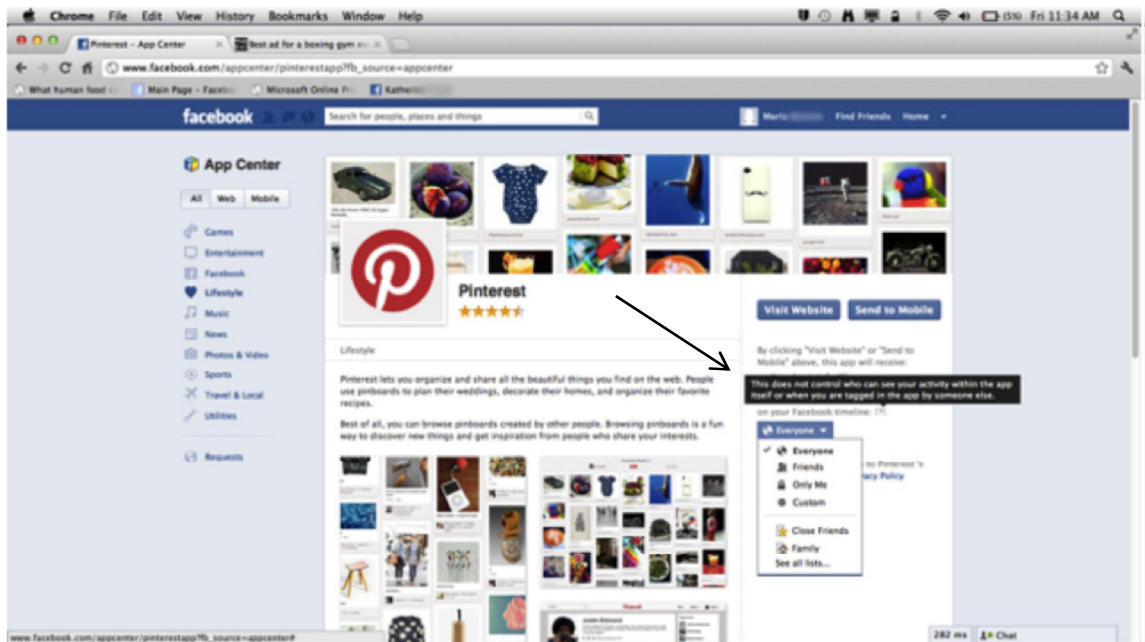 Chrome File Edit View History Bookmarks Window Help
(5%) Fri 11:34 AM
Pinterest - App Center
Best ad for a boxing gym ev
www.facebook.com/appcenter/pinterestapp?fb_source=appcenter
What human food c
Main Page - Facebo
Microsoft Online Pri
Katherine
facebook
Search for people, places and things
Maria
Find Friends
Home
App Center
All
Web
Mobile
Games
Entertainment
Facebook
Lifestyle
Music
News
Photos & Video
Sports
Travel & Local
Utilities
Requests
Pinterest
Lifestyle
Pinterest lets you organize and share all the beautiful things you find on the web. People
use pinboards to plan their weddings, decorate their homes, and organize their favorite
recipes.
Best of all, you can browse pinboards created by other people. Browsing pinboards is a fun
way to discover new things and get inspiration from people who share your interests.
Visit Website
Send to Mobile
By clicking "Visit Website" or "Send to
Mobile" above, this app will receive:
This does not control who can see your activity within the app
itself or when you are tagged in the app by someone else.
on your Facebook timeline: [?]
Everyone
Everyone
Friends
Only Me
Custom
Close Friends
Family
See all lists...
to Pinterest 's
acy Policy
Justin Edmund
www.facebook.com/appcenter/pinterestapp?fb_source=appcenter#
282 ms
Chat